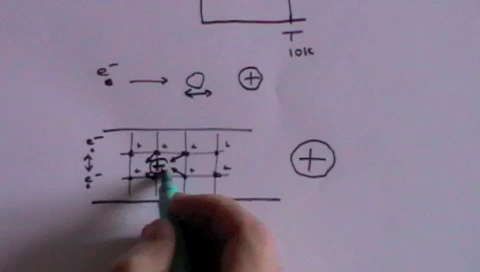 T
10K
e⁻ +
+ + + +
e⁻
+
+ + + +
e⁻
+